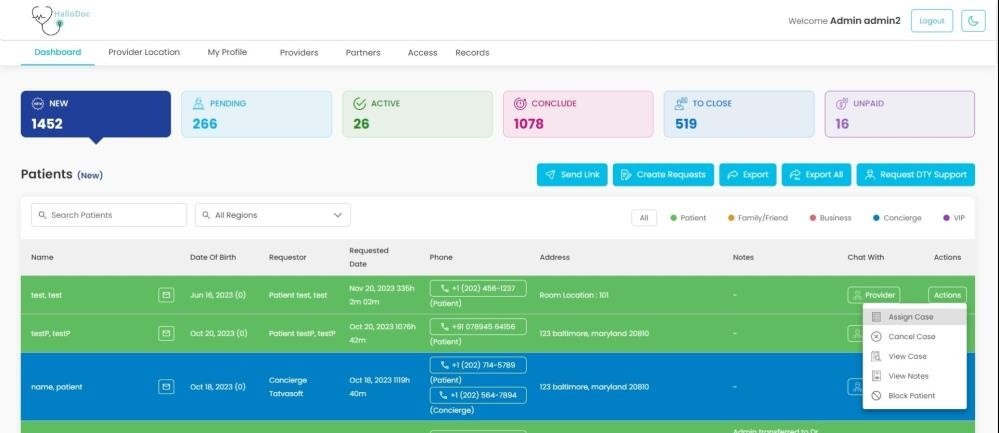 HalloDoc
Welcome Admin admin2
Logout
Dashboard
Provider Location
My Profile
Providers
Partners
Access
Records
NEW
1452
PENDING
266
ACTIVE
26
CONCLUDE
1078
TO CLOSE
519
UNPAID
16
Patients (New)
Send Link
Create Requests
Export
Export All
Request DTY Support
Search Patients
All Regions
All
Patient
Family/Friend
Business
Concierge
VIP
Name
Date Of Birth
Requestor
Requested
Date
Phone
Address
Notes
Chat With
Actions
test, test
Jun 16, 2023 (0)
Patient test, test
Nov 20, 2023 335h
2m 02m
+1 (202) 456-1237
(Patient)
Room Location : 101
-
Provider
Actions
testP, testP
Oct 20, 2023 (0)
Patient testP, testP
Oct 20, 2023 1076h
42m
+91 078945 64156
(Patient)
123 baltimore, maryland 20810
-
name, patient
Oct 18, 2023 (0)
Concierge
Tatvasoft
Oct 18, 2023 1119h
40m
+1 (202) 714-5789
(Patient)
+1 (202) 564-7894
(Concierge)
123 baltimore, maryland 20810
-
Assign Case
Cancel Case
View Case
View Notes
Block Patient
Admin transferred to Dr.